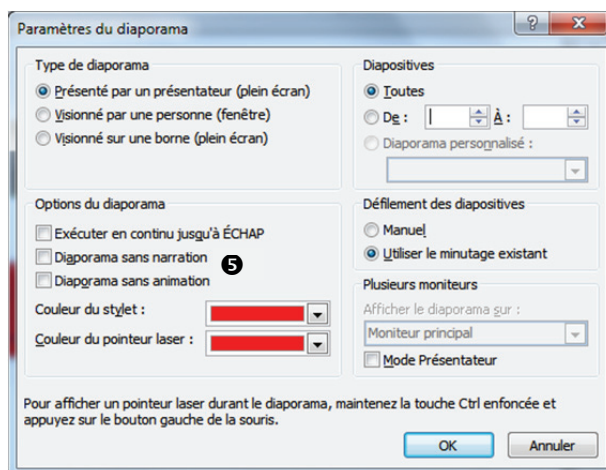 Paramètres du diaporama
Type de diaporama
Présenté par un présentateur (plein écran)
Visionné par une personne (fenêtre)
Visionné sur une borne (plein écran)
Diapositives
Toutes
De : À :
Diaporama personnalisé :
Options du diaporama
Exécuter en continu jusqu'à ÉCHAP
Diaporama sans narration
❺
Diaporama sans animation
Couleur du stylet :
Couleur du pointeur laser :
Défilement des diapositives
Manuel
Utiliser le minutage existant
Plusieurs moniteurs
Afficher le diaporama sur :
Moniteur principal
Mode Présentateur
Pour afficher un pointeur laser durant le diaporama, maintenez la touche Ctrl enfoncée et
appuyez sur le bouton gauche de la souris.
OK Annuler